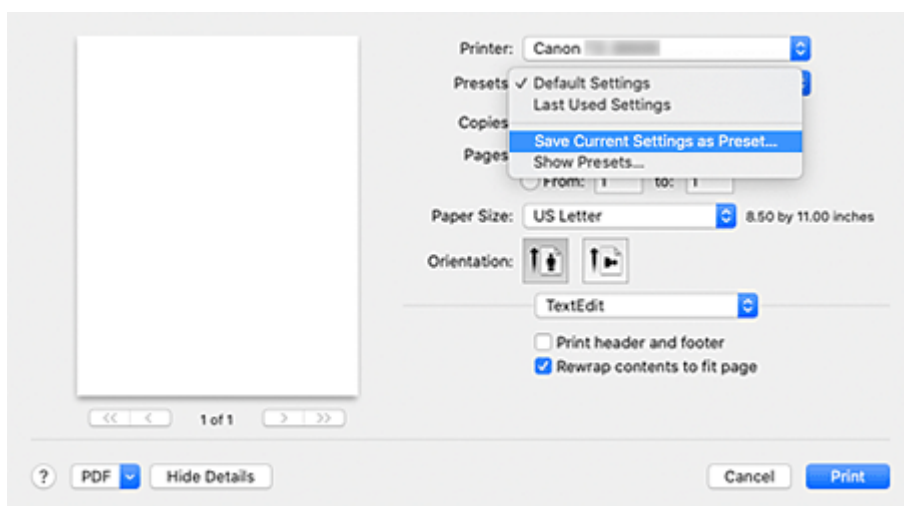 Printer: Canon
Presets ✓ Default Settings
Last Used Settings
Copies
Save Current Settings as Preset...
Pages
Show Presets...
From: 1 to: 1
Paper Size: US Letter 8.50 by 11.00 inches
Orientation:
TextEdit
Print header and footer
Rewrap contents to fit page
<< < 1 of 1 > >>
? PDF Hide Details Cancel Print